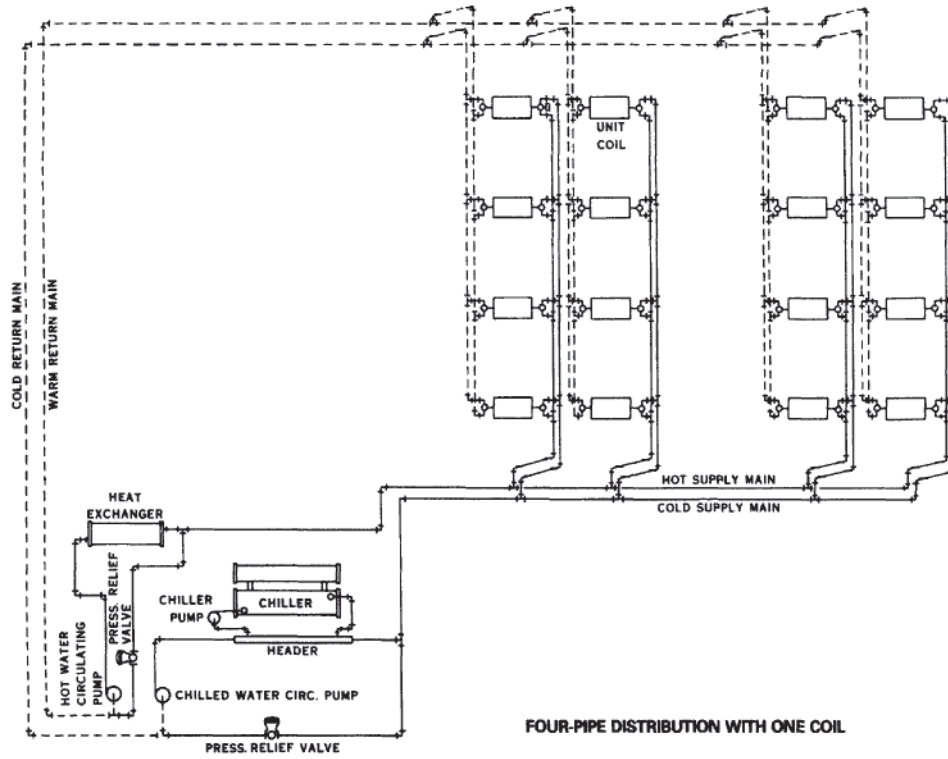 UNIT
COIL
COLD RETURN MAIN
WARM RETURN MAIN
HOT SUPPLY MAIN
COLD SUPPLY MAIN
HEAT
EXCHANGER
PRESS. RELIEF
VALVE
HOT WATER
CIRCULATING
PUMP
CHILLER
PUMP
CHILLER
HEADER
CHILLED WATER CIRC. PUMP
PRESS. RELIEF VALVE
FOUR-PIPE DISTRIBUTION WITH ONE COIL